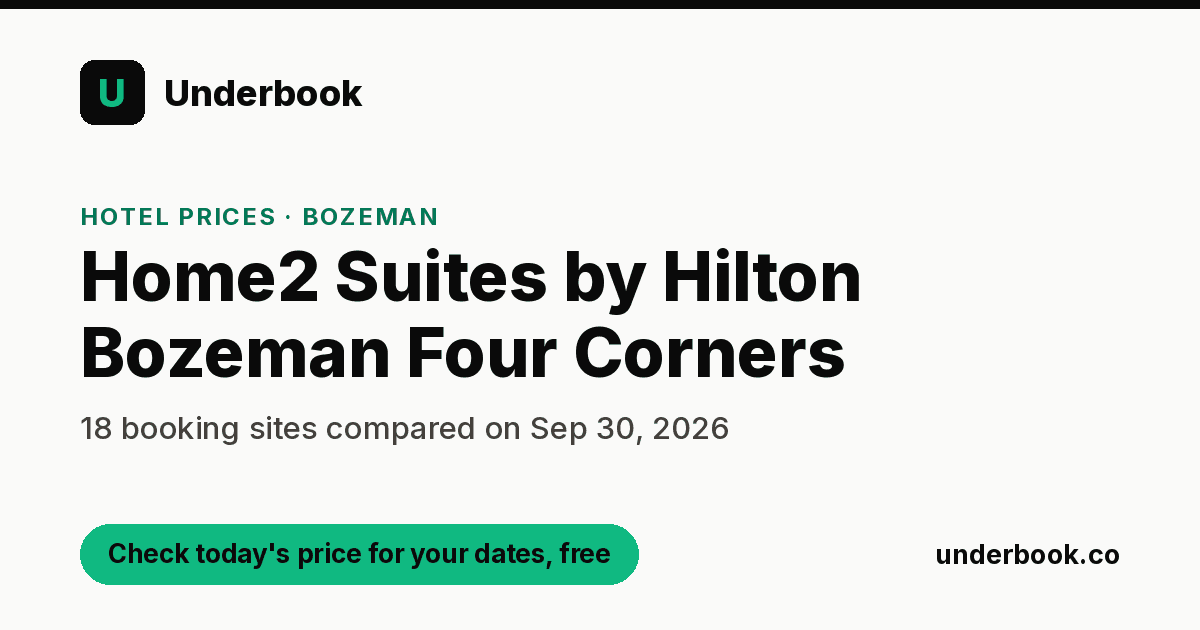 U Underbook
HOTEL PRICES · BOZEMAN
Home2 Suites by Hilton
Bozeman Four Corners
18 booking sites compared on Sep 30, 2026
Check today's price for your dates, free
underbook.co